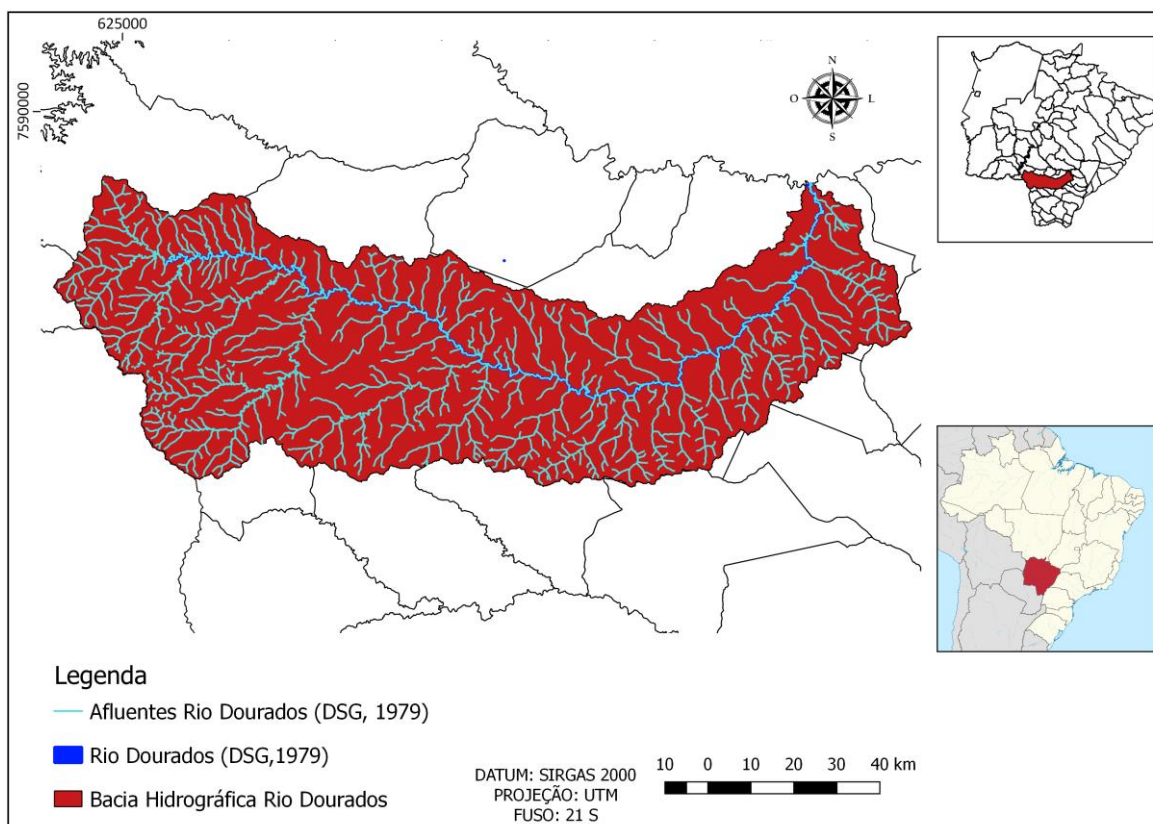 625000
7590000
N
O L
S
Legenda
Afluentes Rio Dourados (DSG, 1979)
Rio Dourados (DSG,1979)
Bacia Hidrográfica Rio Dourados
DATUM: SIRGAS 2000
PROJEÇÃO: UTM
FUSO: 21 S
10 0 10 20 30 40 km